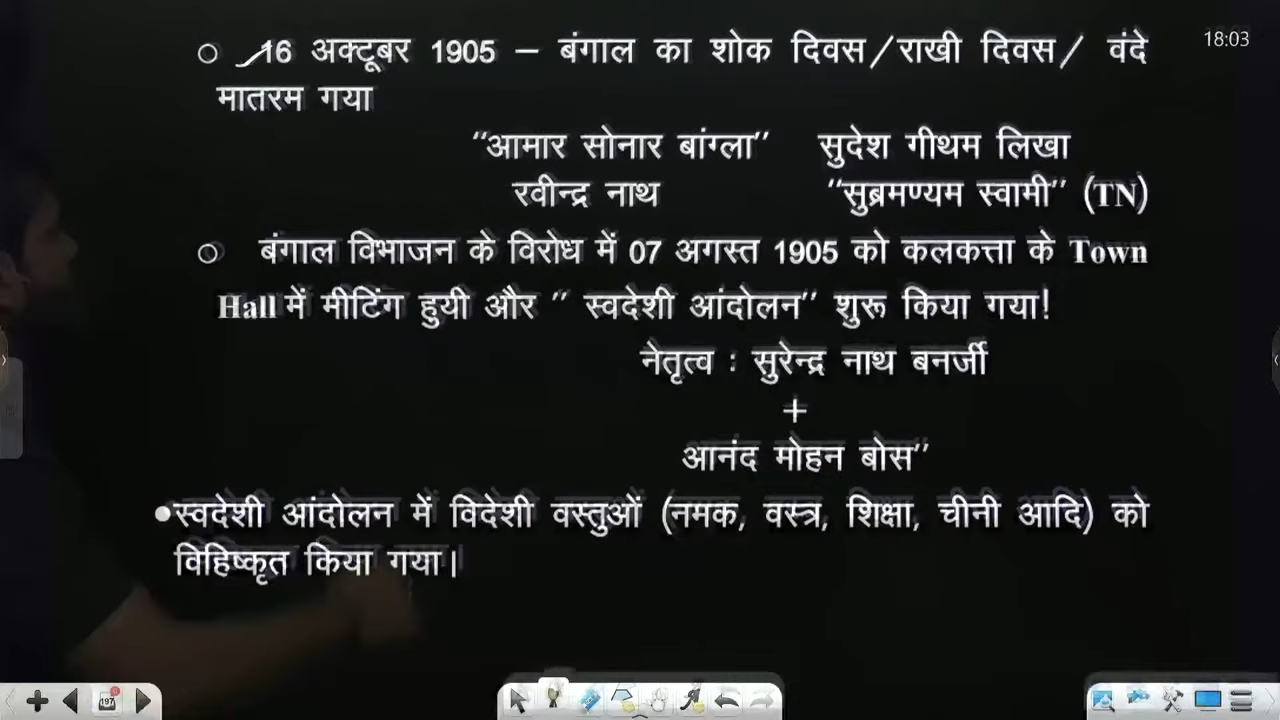 18:03
○ 16 अक्टूबर 1905 – बंगाल का शोक दिवस/राखी दिवस/ वंदे
मातरम गया
"आमार सोनार बांग्ला" सुदेश गीथम लिखा
रवीन्द्र नाथ "सुब्रमण्यम स्वामी" (TN)
○ बंगाल विभाजन के विरोध में 07 अगस्त 1905 को कलकत्ता के Town
Hall में मीटिंग हुयी और " स्वदेशी आंदोलन" शुरू किया गया!
नेतृत्व : सुरेन्द्र नाथ बनर्जी
+
आनंद मोहन बोस"
•स्वदेशी आंदोलन में विदेशी वस्तुओं (नमक, वस्त्र, शिक्षा, चीनी आदि) को
विहिष्कृत किया गया।
197